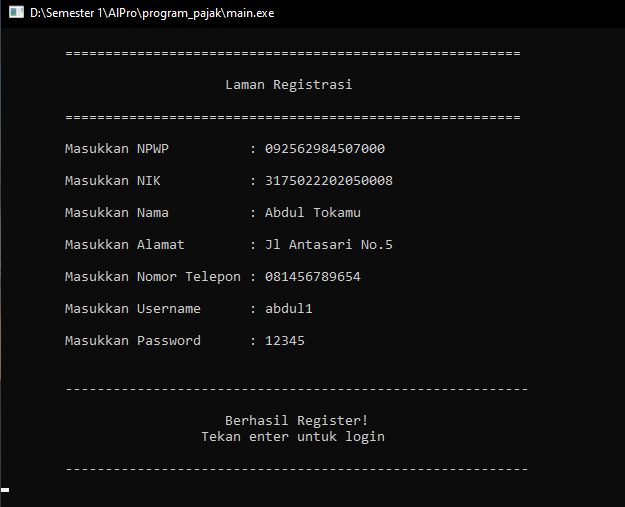 D:\Semester 1\AIPro\program_pajak\main.exe
=========================================================
Laman Registrasi
=========================================================
Masukkan NPWP : 092562984507000
Masukkan NIK : 3175022202050008
Masukkan Nama : Abdul Tokamu
Masukkan Alamat : Jl Antasari No.5
Masukkan Nomor Telepon : 081456789654
Masukkan Username : abdul1
Masukkan Password : 12345
----------------------------------------------------------
Berhasil Register!
Tekan enter untuk login
----------------------------------------------------------